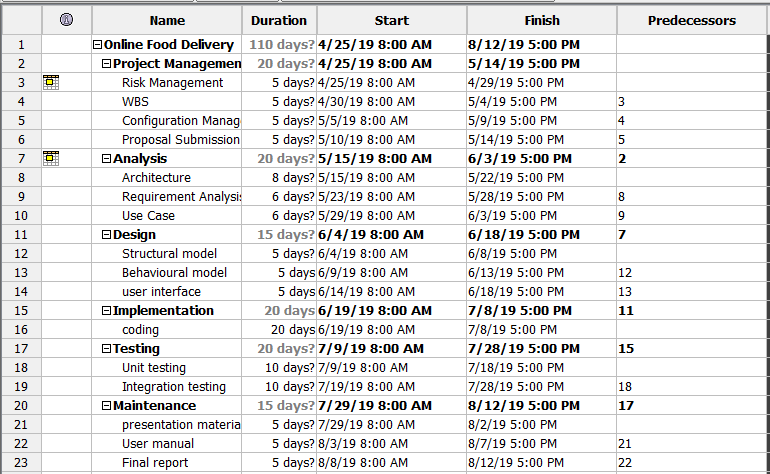 Name Duration Start Finish Predecessors
1 Online Food Delivery 110 days? 4/25/19 8:00 AM 8/12/19 5:00 PM
2 Project Managemen 20 days? 4/25/19 8:00 AM 5/14/19 5:00 PM
3 Risk Management 5 days? 4/25/19 8:00 AM 4/29/19 5:00 PM
4 WBS 5 days? 4/30/19 8:00 AM 5/4/19 5:00 PM 3
5 Configuration Manag 5 days? 5/5/19 8:00 AM 5/9/19 5:00 PM 4
6 Proposal Submission 5 days? 5/10/19 8:00 AM 5/14/19 5:00 PM 5
7 Analysis 20 days? 5/15/19 8:00 AM 6/3/19 5:00 PM 2
8 Architecture 8 days? 5/15/19 8:00 AM 5/22/19 5:00 PM
9 Requirement Analysis 6 days? 5/23/19 8:00 AM 5/28/19 5:00 PM 8
10 Use Case 6 days? 5/29/19 8:00 AM 6/3/19 5:00 PM 9
11 Design 15 days? 6/4/19 8:00 AM 6/18/19 5:00 PM 7
12 Structural model 5 days? 6/4/19 8:00 AM 6/8/19 5:00 PM
13 Behavioural model 5 days 6/9/19 8:00 AM 6/13/19 5:00 PM 12
14 user interface 5 days 6/14/19 8:00 AM 6/18/19 5:00 PM 13
15 Implementation 20 days 6/19/19 8:00 AM 7/8/19 5:00 PM 11
16 coding 20 days 6/19/19 8:00 AM 7/8/19 5:00 PM
17 Testing 20 days? 7/9/19 8:00 AM 7/28/19 5:00 PM 15
18 Unit testing 10 days? 7/9/19 8:00 AM 7/18/19 5:00 PM
19 Integration testing 10 days? 7/19/19 8:00 AM 7/28/19 5:00 PM 18
20 Maintenance 15 days? 7/29/19 8:00 AM 8/12/19 5:00 PM 17
21 presentation materia 5 days? 7/29/19 8:00 AM 8/2/19 5:00 PM
22 User manual 5 days? 8/3/19 8:00 AM 8/7/19 5:00 PM 21
23 Final report 5 days? 8/8/19 8:00 AM 8/12/19 5:00 PM 22